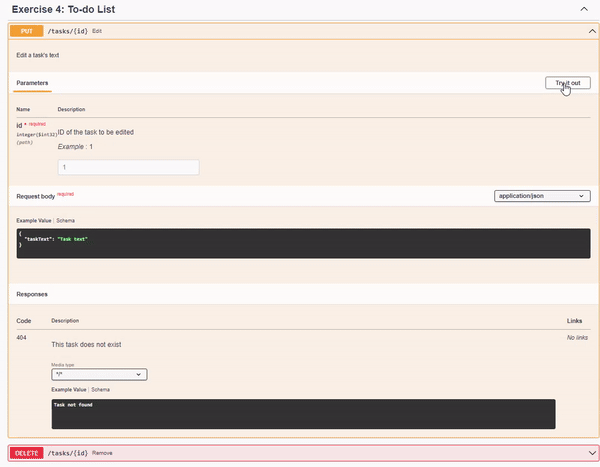 Exercise 4: To-do List
PUT /tasks/{id} Edit
Edit a task's text
Parameters
Try it out
Name Description
id * required
integer($int32)
(path)
ID of the task to be edited
Example : 1
1
Request body required
application/json
Example Value | Schema
{
"taskText": "Task text"
}
Responses
Code Description Links
404 This task does not exist No links
Media type
*/*
Example Value | Schema
Task not found
DELETE /tasks/{id} Remove